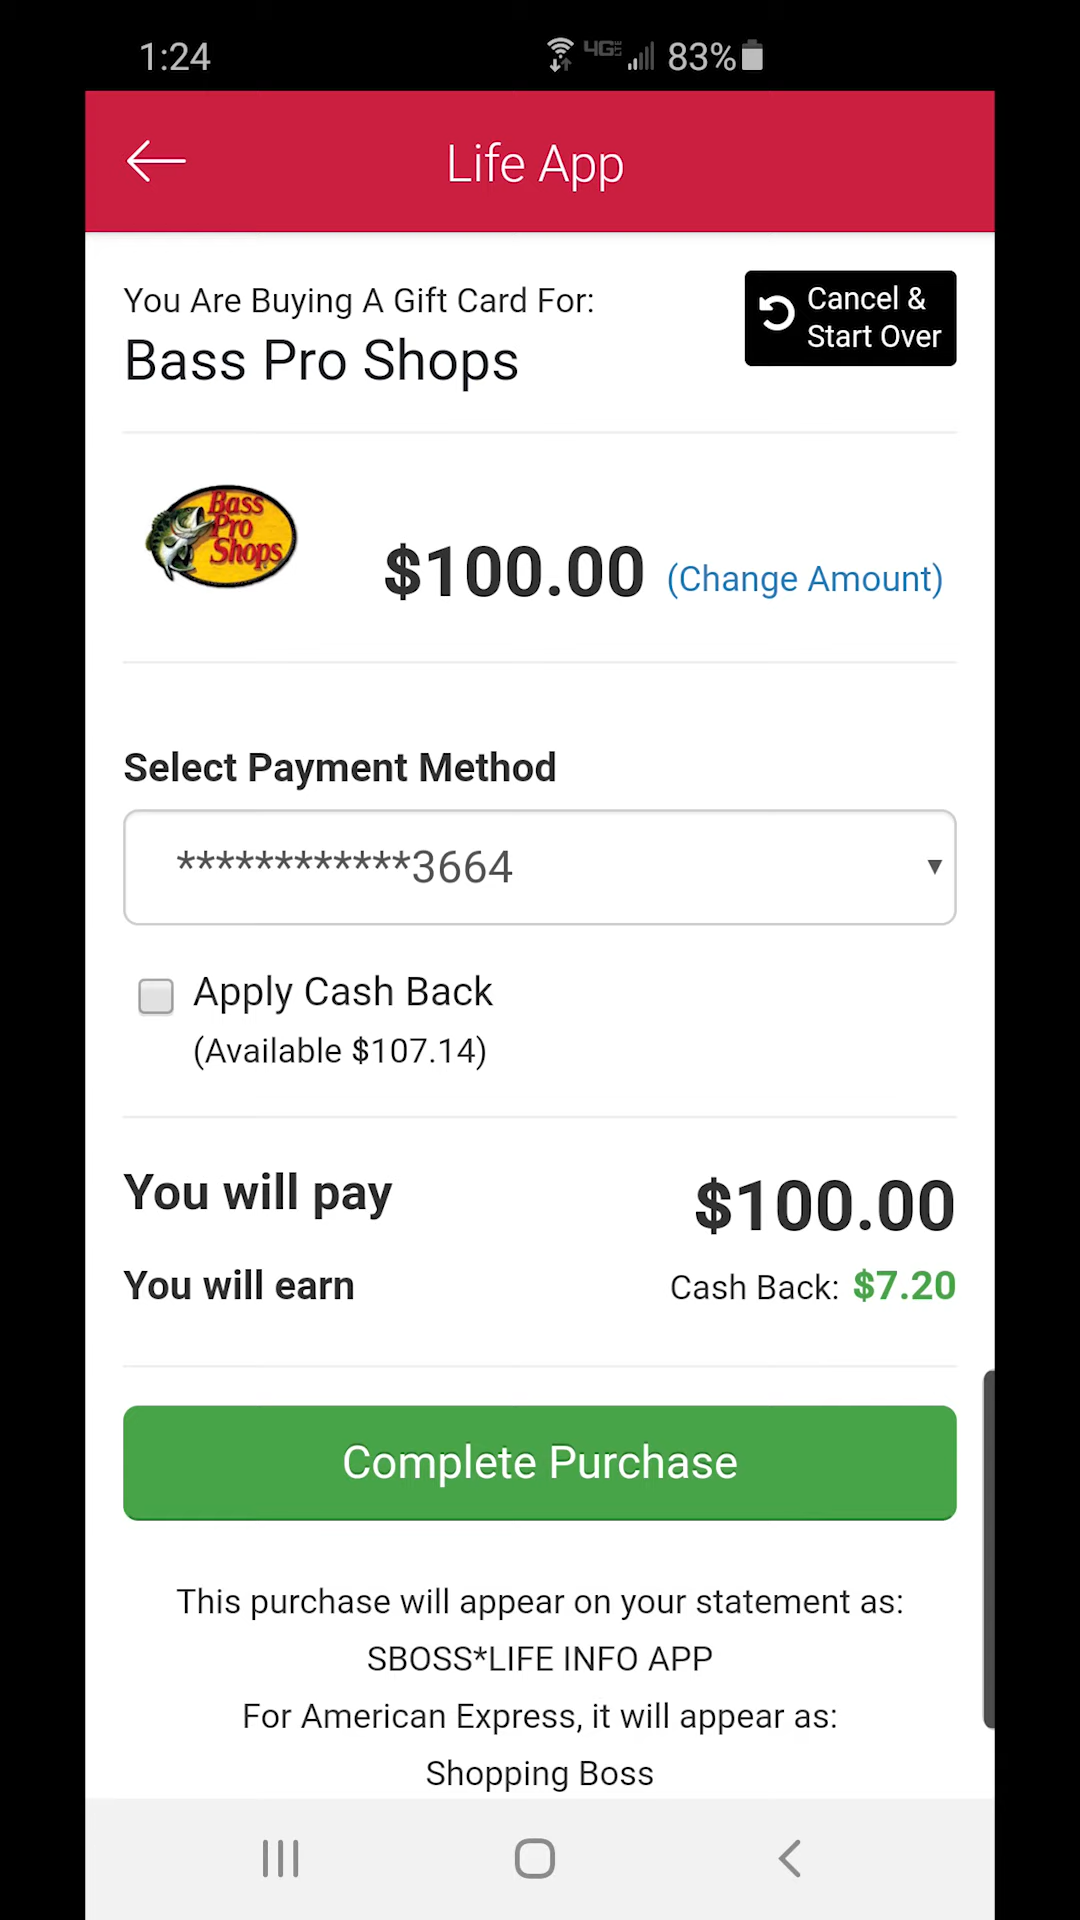 1:24
4G LTE 83%
Life App
You Are Buying A Gift Card For:
Bass Pro Shops
Cancel &
Start Over
Bass
Pro
Shops
$100.00 (Change Amount)
Select Payment Method
************3664
Apply Cash Back
(Available $107.14)
You will pay $100.00
You will earn Cash Back: $7.20
Complete Purchase
This purchase will appear on your statement as:
SBOSS*LIFE INFO APP
For American Express, it will appear as:
Shopping Boss